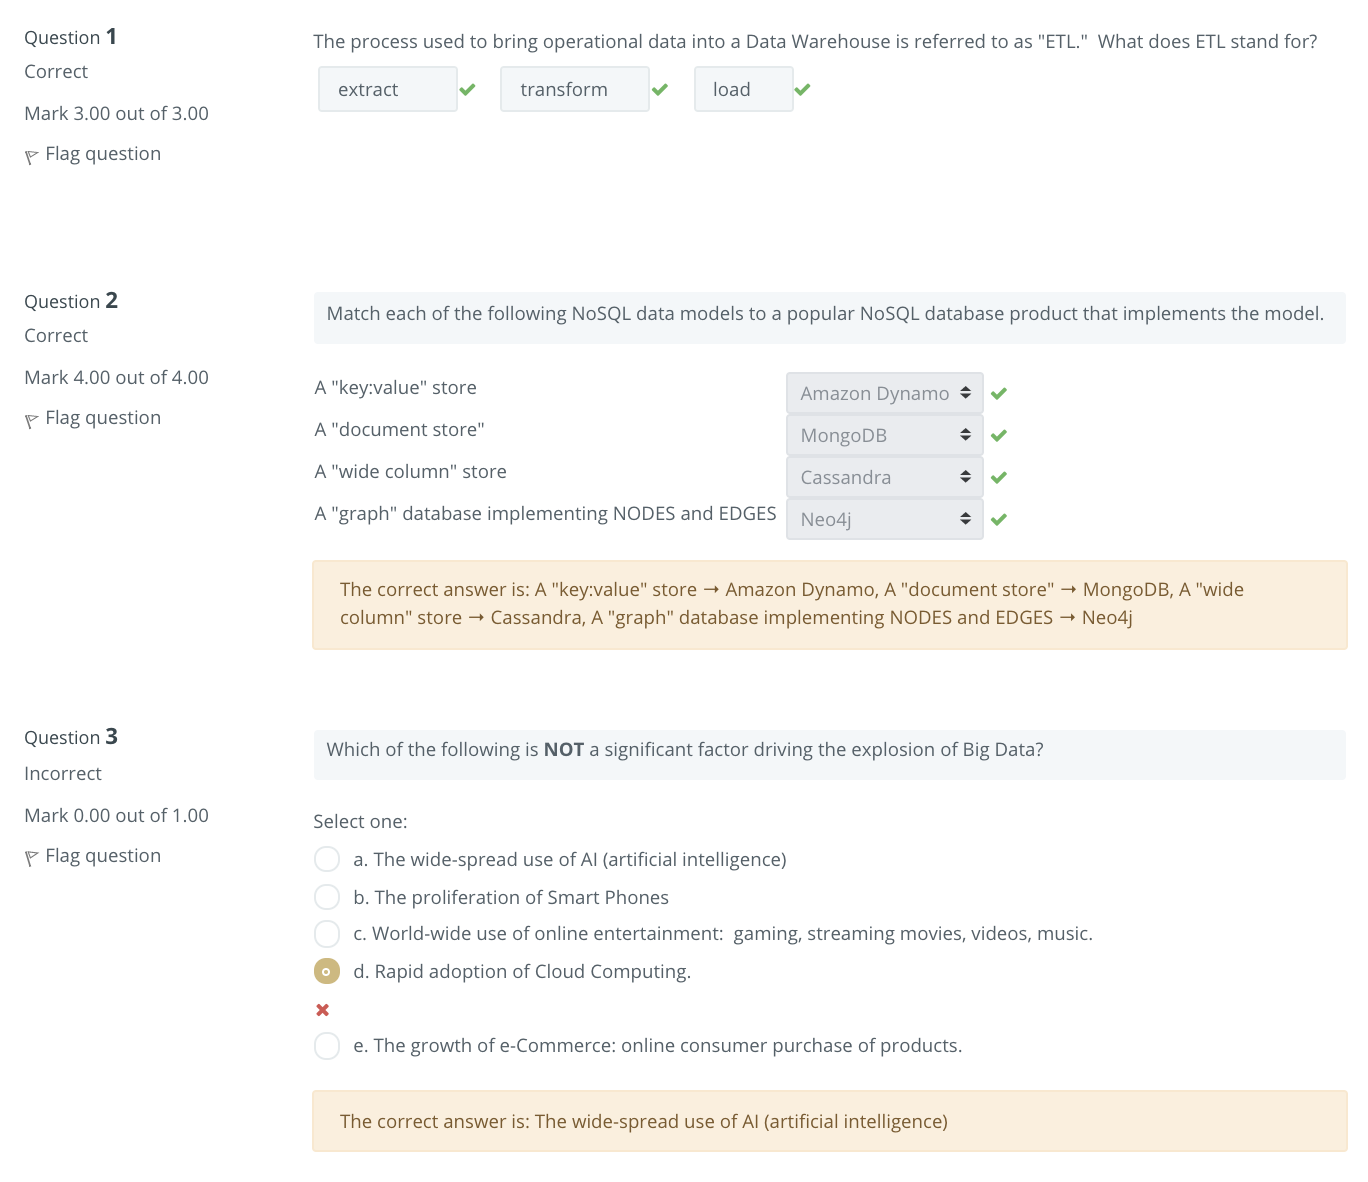 Question 1
Correct
Mark 3.00 out of 3.00
Flag question
The process used to bring operational data into a Data Warehouse is referred to as "ETL."  What does ETL stand for?
extract transform load
Question 2
Correct
Mark 4.00 out of 4.00
Flag question
Match each of the following NoSQL data models to a popular NoSQL database product that implements the model.
A "key:value" store Amazon Dynamo
A "document store" MongoDB
A "wide column" store Cassandra
A "graph" database implementing NODES and EDGES Neo4j
The correct answer is: A "key:value" store → Amazon Dynamo, A "document store" → MongoDB, A "wide
column" store → Cassandra, A "graph" database implementing NODES and EDGES → Neo4j
Question 3
Incorrect
Mark 0.00 out of 1.00
Flag question
Which of the following is NOT a significant factor driving the explosion of Big Data?
Select one:
a. The wide-spread use of AI (artificial intelligence)
b. The proliferation of Smart Phones
c. World-wide use of online entertainment:  gaming, streaming movies, videos, music.
d. Rapid adoption of Cloud Computing.
e. The growth of e-Commerce: online consumer purchase of products.
The correct answer is: The wide-spread use of AI (artificial intelligence)